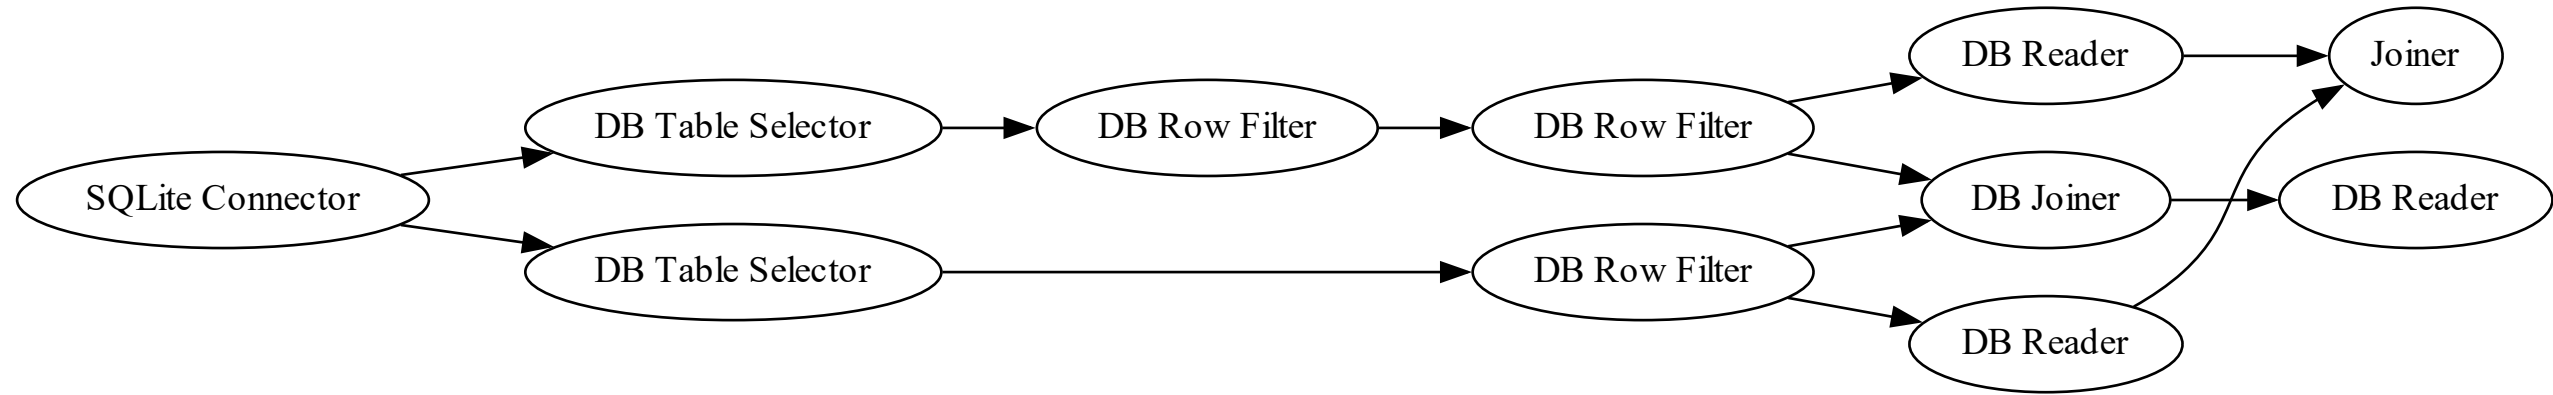 SQLite Connector
DB Table Selector
DB Row Filter
DB Row Filter
DB Reader
Joiner
DB Table Selector
DB Row Filter
DB Joiner
DB Reader
DB Reader